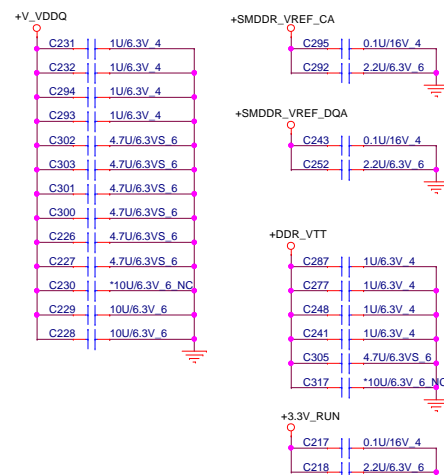 +V_VDDQ
C231 1U/6.3V_4
C232 1U/6.3V_4
C294 1U/6.3V_4
C293 1U/6.3V_4
C302 4.7U/6.3VS_6
C303 4.7U/6.3VS_6
C301 4.7U/6.3VS_6
C300 4.7U/6.3VS_6
C226 4.7U/6.3VS_6
C227 4.7U/6.3VS_6
C230 *10U/6.3V_6_NC
C229 10U/6.3V_6
C228 10U/6.3V_6
+SMDDR_VREF_CA
C295 0.1U/16V_4
C292 2.2U/6.3V_6
+SMDDR_VREF_DQA
C243 0.1U/16V_4
C252 2.2U/6.3V_6
+DDR_VTT
C287 1U/6.3V_4
C277 1U/6.3V_4
C248 1U/6.3V_4
C241 1U/6.3V_4
C305 4.7U/6.3VS_6
C317 *10U/6.3V_6_NC
+3.3V_RUN
C217 0.1U/16V_4
C218 2.2U/6.3V_6